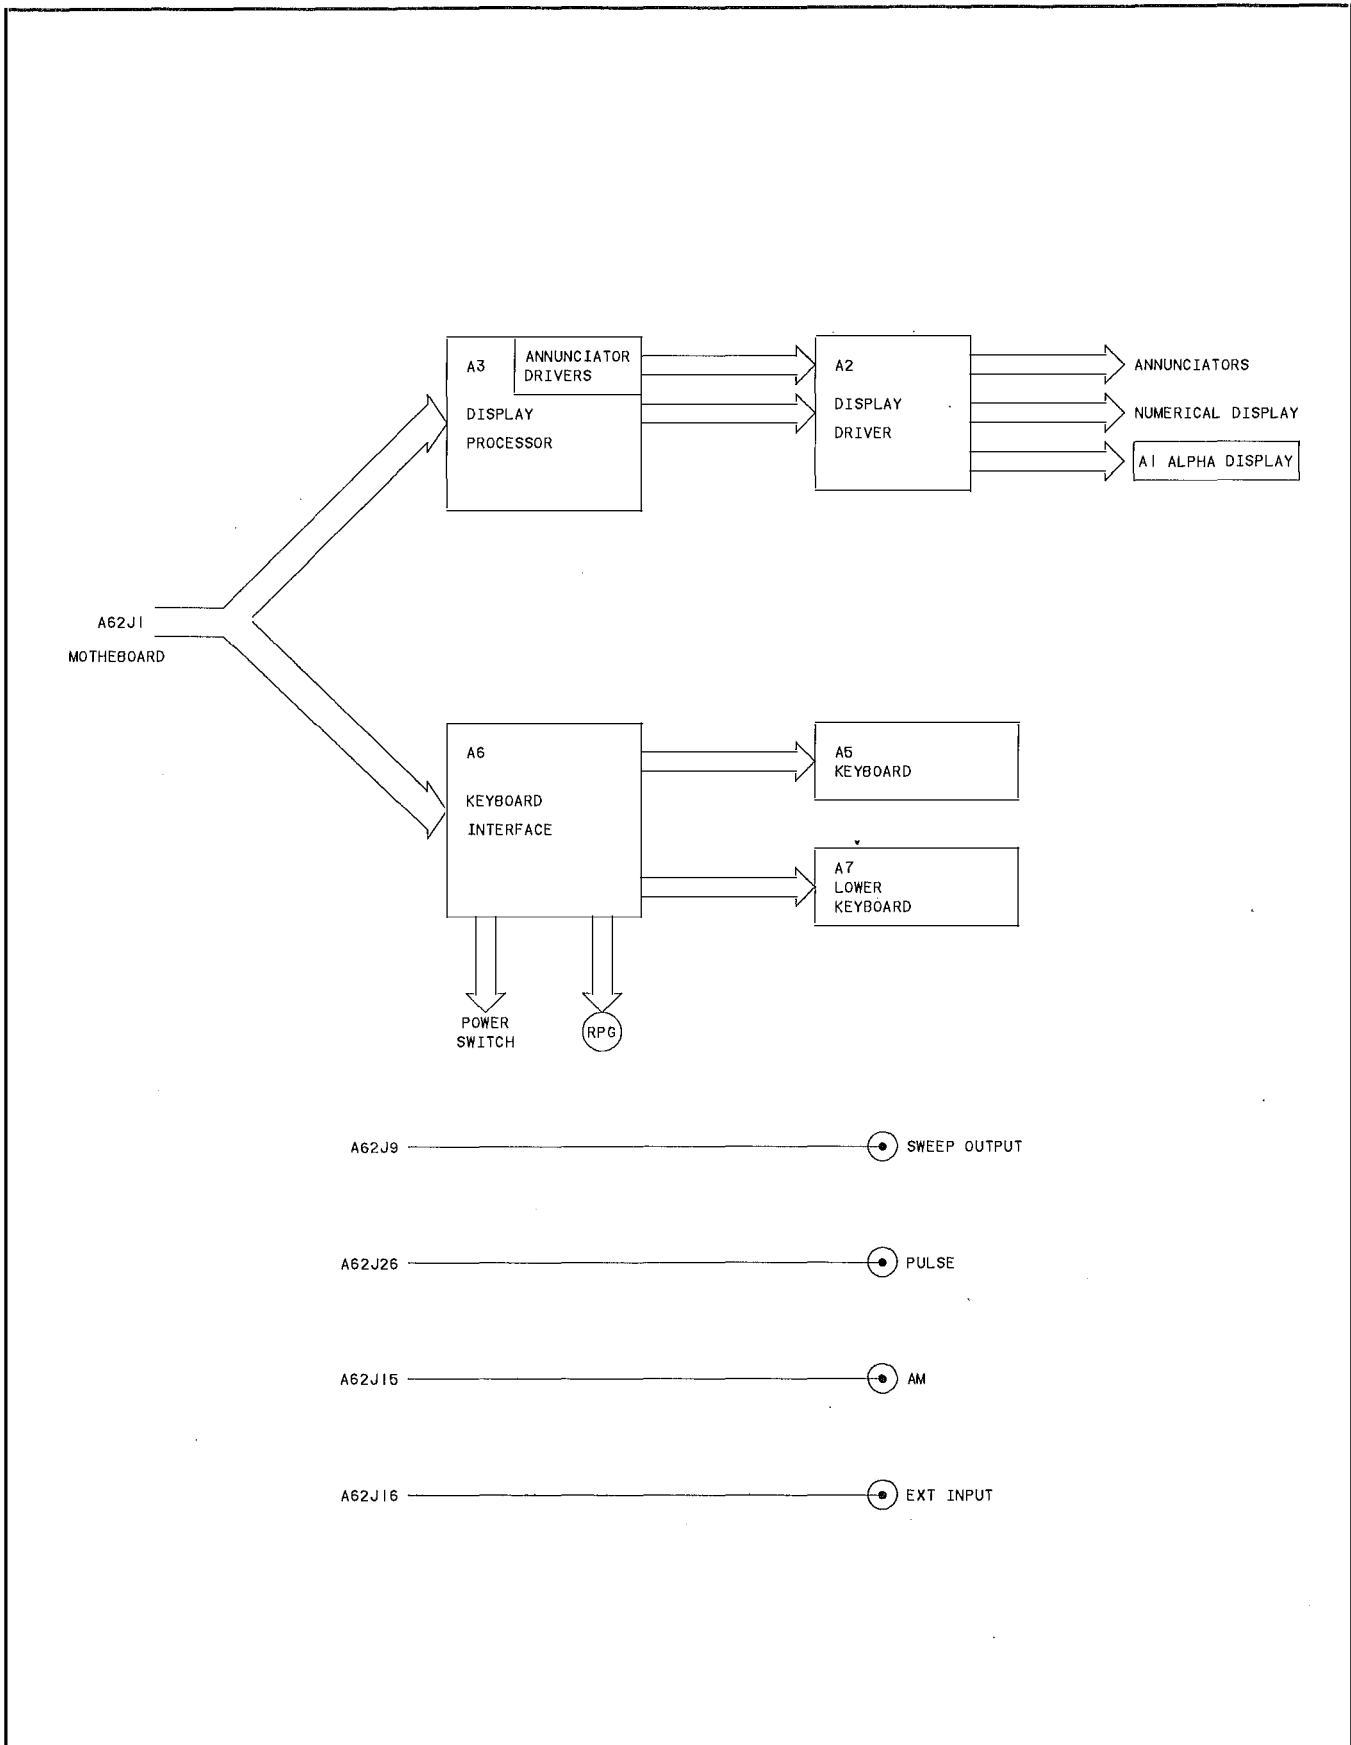 A3
ANNUNCIATOR
DRIVERS
DISPLAY
PROCESSOR
A2
DISPLAY
DRIVER
ANNUNCIATORS
NUMERICAL DISPLAY
A1 ALPHA DISPLAY
A62J1
MOTHEBOARD
A6
KEYBOARD
INTERFACE
A5
KEYBOARD
A7
LOWER
KEYBOARD
POWER
SWITCH
RPG
A62J9
SWEEP OUTPUT
A62J26
PULSE
A62J15
AM
A62J16
EXT INPUT